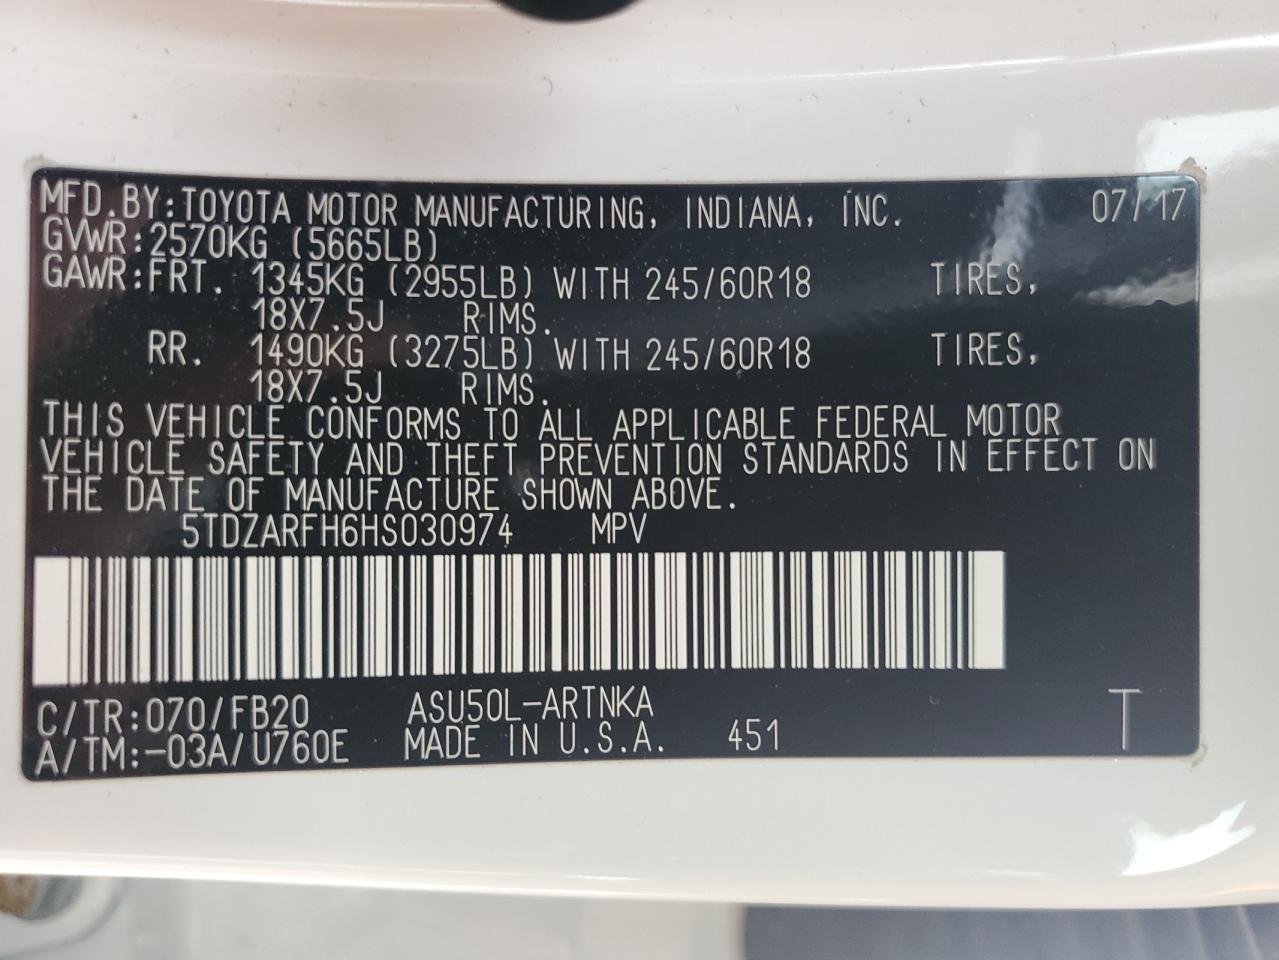 MFD.BY:TOYOTA MOTOR MANUFACTURING, INDIANA, INC. 07/17
GVWR:2570KG (5665LB)
GAWR:FRT. 1345KG (2955LB) WITH 245/60R18 TIRES,
18X7.5J RIMS.
RR. 1490KG (3275LB) WITH 245/60R18 TIRES,
18X7.5J RIMS.
THIS VEHICLE CONFORMS TO ALL APPLICABLE FEDERAL MOTOR
VEHICLE SAFETY AND THEFT PREVENTION STANDARDS IN EFFECT ON
THE DATE OF MANUFACTURE SHOWN ABOVE.
5TDZARFH6HS030974 MPV
C/TR:070/FB20 ASU50L-ARTNKA T
A/TM:-03A/U760E MADE IN U.S.A. 451